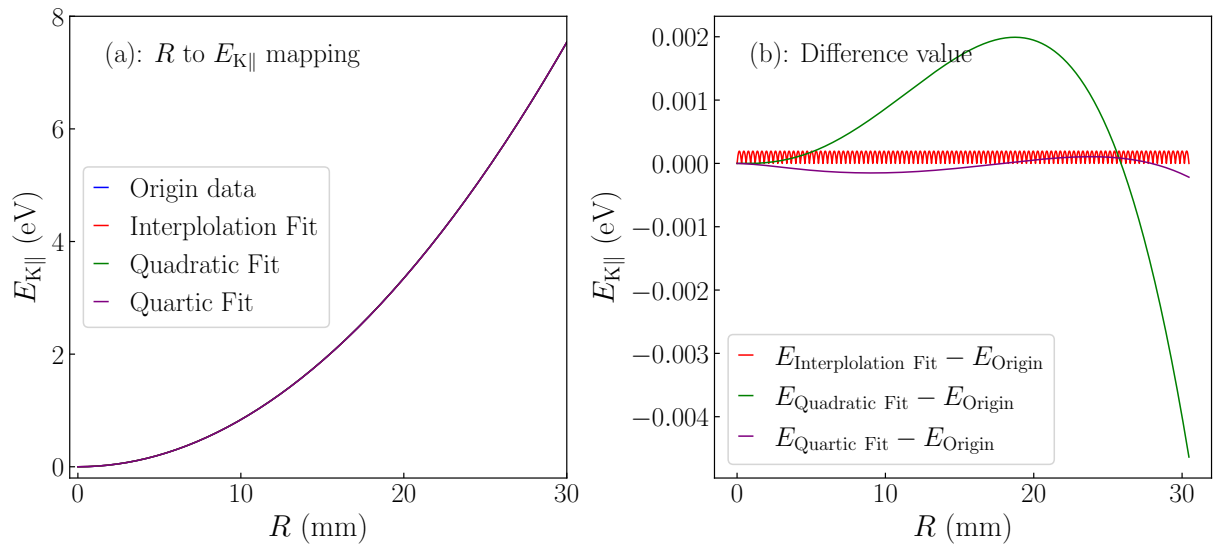 (a): R to E_K∥ mapping
8
6
4
2
0
E_K∥ (eV)
Origin data
Interplolation Fit
Quadratic Fit
Quartic Fit
0 10 20 30
R (mm)
(b): Difference value
0.002
0.001
0.000
−0.001
−0.002
−0.003
−0.004
E_K∥ (eV)
E_Interplolation Fit − E_Origin
E_Quadratic Fit − E_Origin
E_Quartic Fit − E_Origin
0 10 20 30
R (mm)